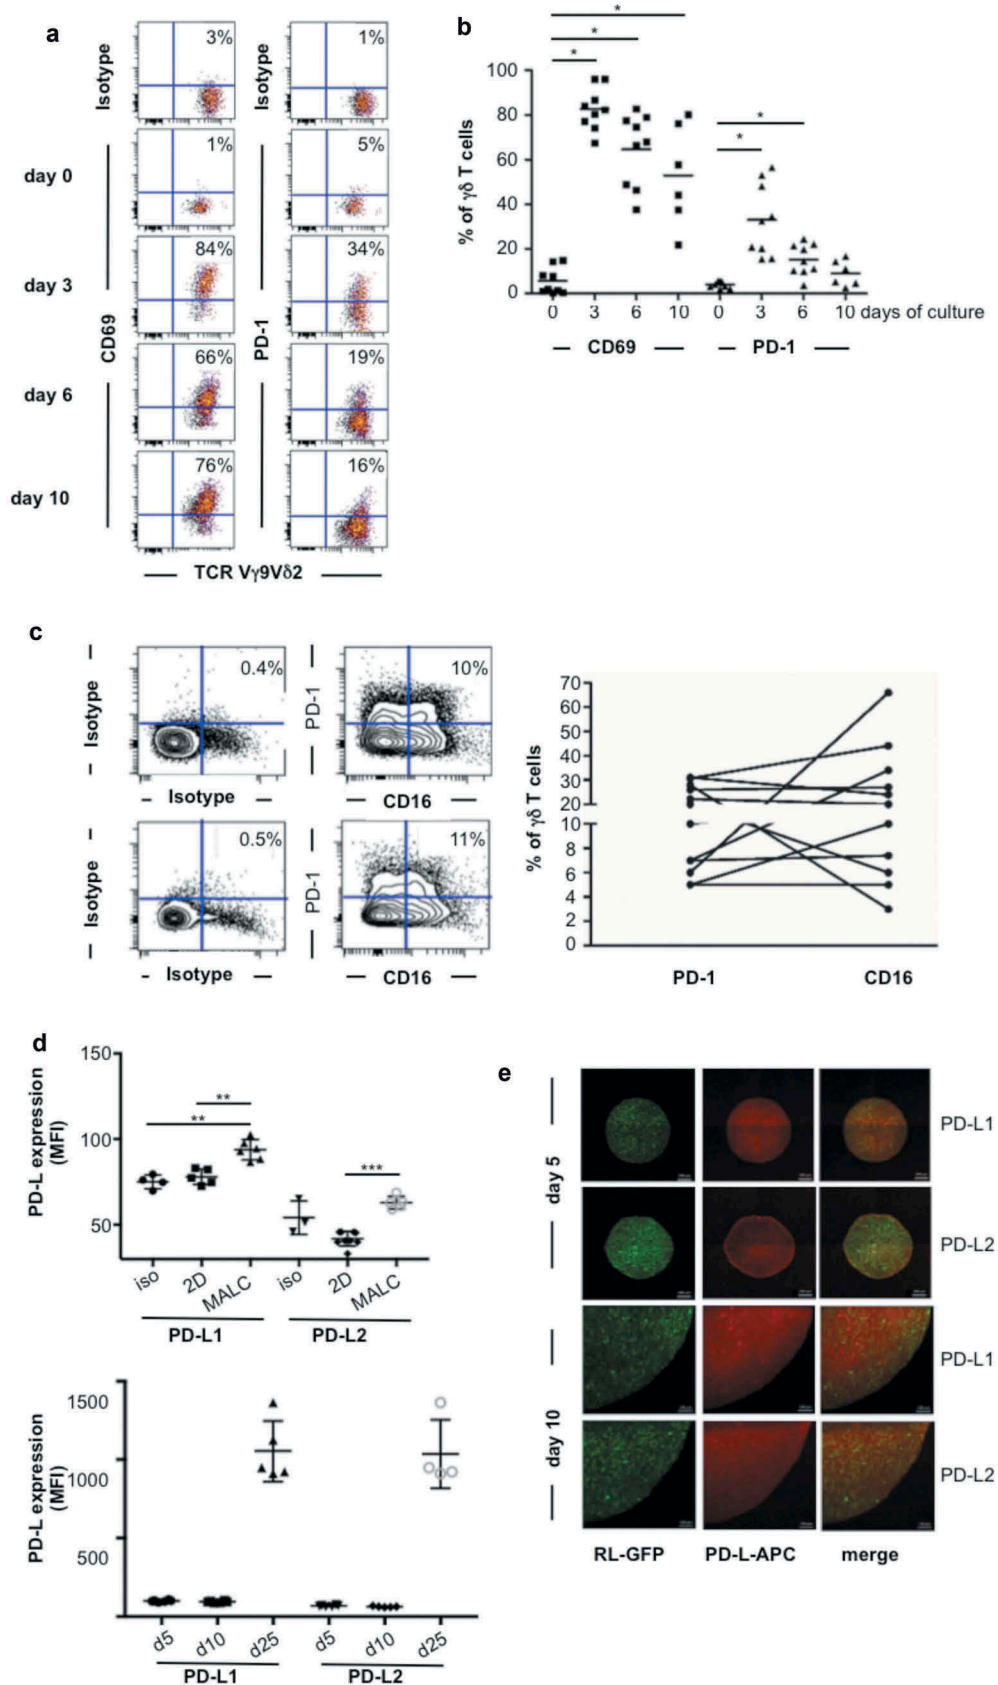 a
Isotype
3%
Isotype
1%
day 0
1%
5%
day 3
84%
34%
CD69
PD-1
day 6
66%
19%
day 10
76%
16%
TCR Vγ9Vδ2
b
*
*
*
*
*
% of γδ T cells
100
80
60
40
20
0
0 3 6 10 0 3 6 10 days of culture
CD69 PD-1
c
Isotype
0.4%
Isotype
PD-1
10%
CD16
Isotype
0.5%
Isotype
PD-1
11%
CD16
% of γδ T cells
70
60
50
40
30
20
10
8
6
4
2
0
PD-1 CD16
d
PD-L expression
(MFI)
150
100
50
**
**
***
iso 2D MALC iso 2D MALC
PD-L1 PD-L2
PD-L expression
(MFI)
1500
1000
500
d5 d10 d25 d5 d10 d25
PD-L1 PD-L2
e
day 5
PD-L1
PD-L2
day 10
PD-L1
PD-L2
RL-GFP PD-L-APC merge